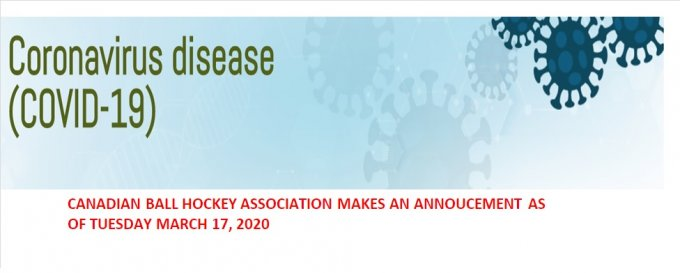 Coronavirus disease
(COVID-19)
CANADIAN BALL HOCKEY ASSOCIATION MAKES AN ANNOUCEMENT AS
OF TUESDAY MARCH 17, 2020